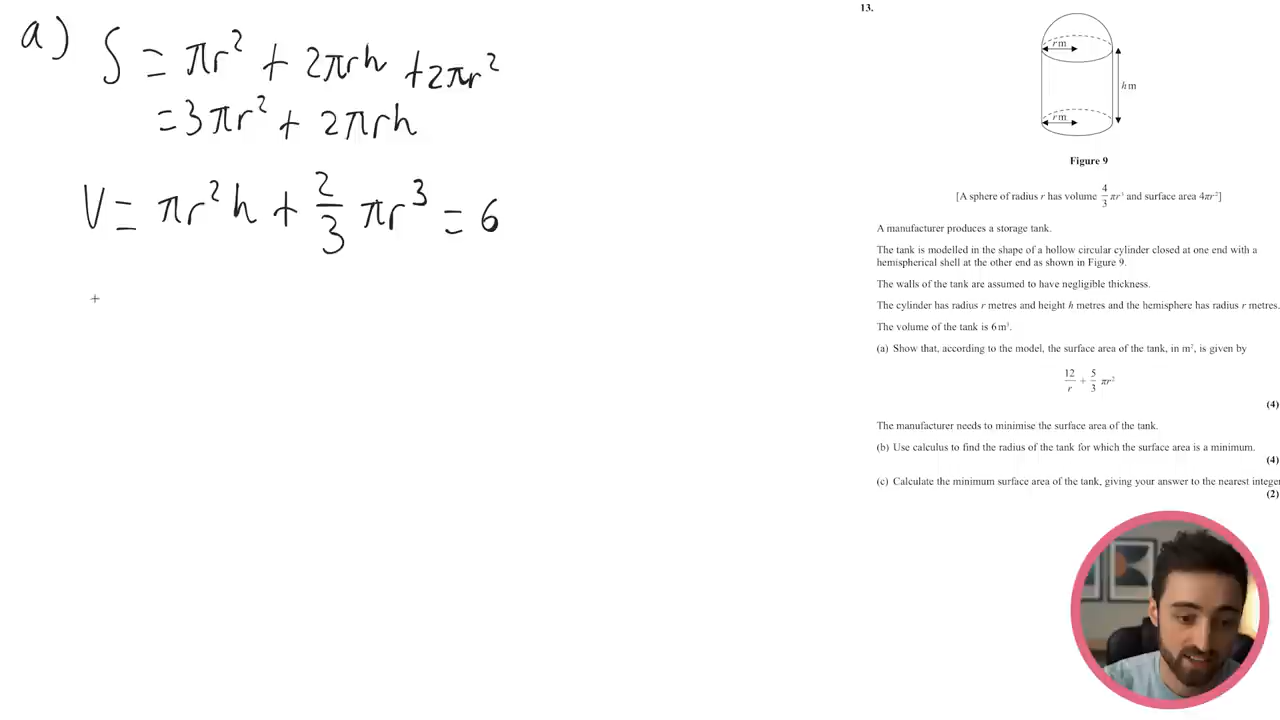 a) S = πr² + 2πrh + 2πr²
= 3πr² + 2πrh
V = πr²h + 2/3 πr³ = 6
13.
r m
h m
r m
Figure 9
[A sphere of radius r has volume 4/3 πr³ and surface area 4πr²]
A manufacturer produces a storage tank.
The tank is modelled in the shape of a hollow circular cylinder closed at one end with a
hemispherical shell at the other end as shown in Figure 9.
The walls of the tank are assumed to have negligible thickness.
The cylinder has radius r metres and height h metres and the hemisphere has radius r metres.
The volume of the tank is 6 m³.
(a) Show that, according to the model, the surface area of the tank, in m², is given by
12/r + 5/3 πr²
(4)
The manufacturer needs to minimise the surface area of the tank.
(b) Use calculus to find the radius of the tank for which the surface area is a minimum.
(4)
(c) Calculate the minimum surface area of the tank, giving your answer to the nearest integer
(2)